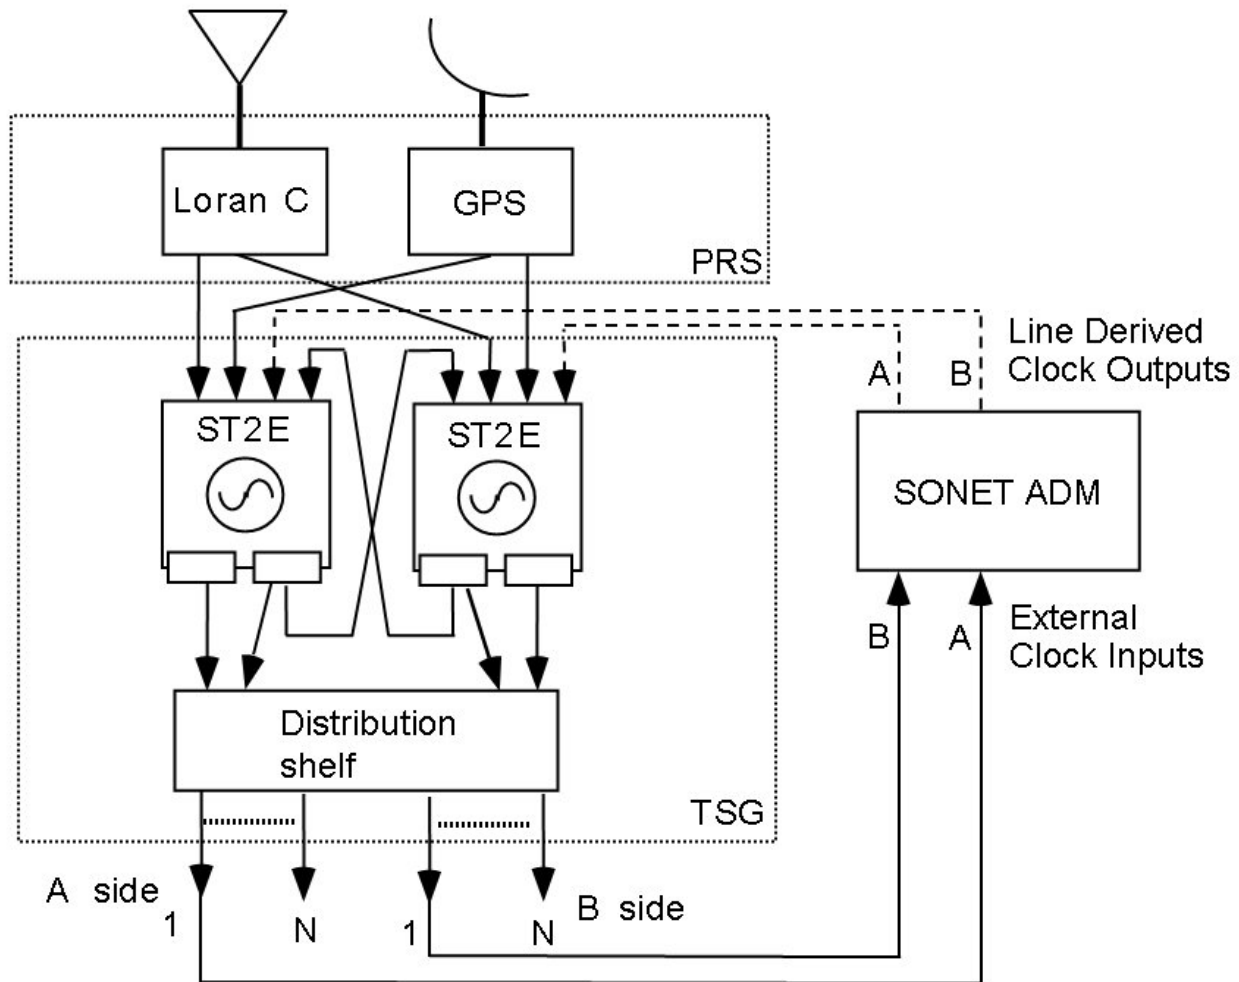 Loran C
GPS
PRS
Line Derived
Clock Outputs
A
B
ST2E
ST2E
SONET ADM
External
Clock Inputs
B
A
Distribution
shelf
TSG
A side
1
N
1
N
B side